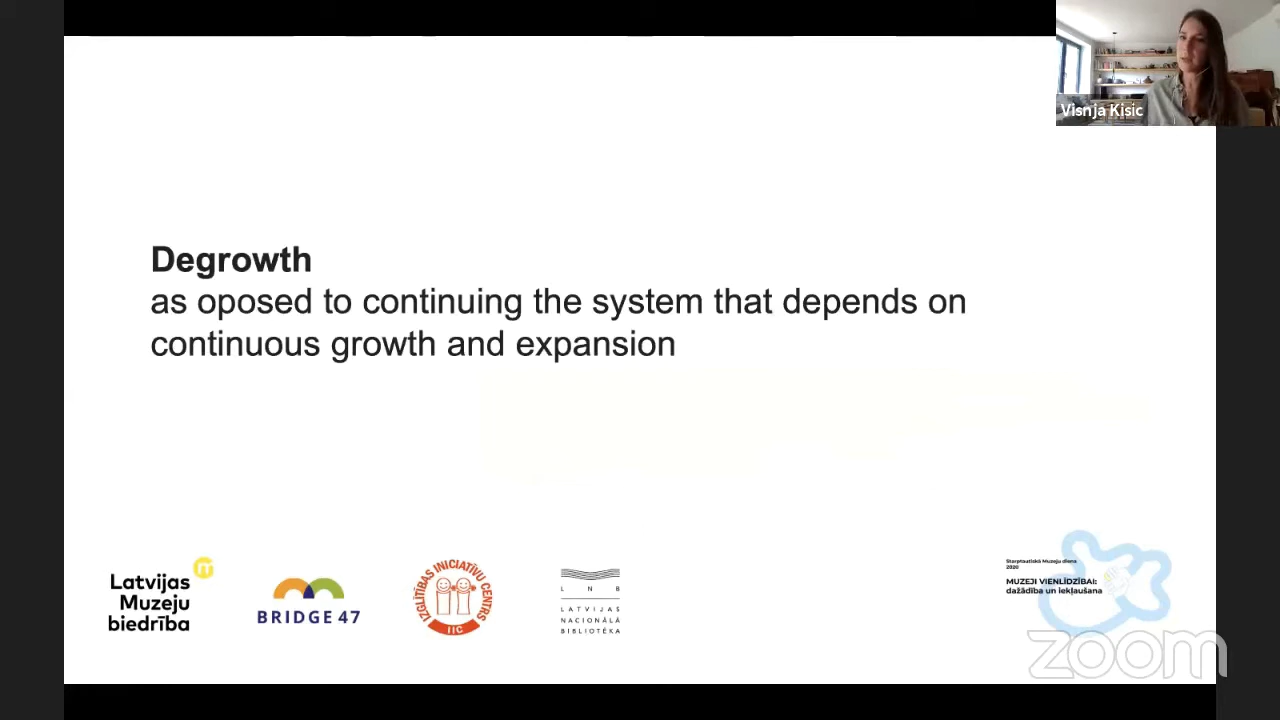 Visnja Kisic
Degrowth
as oposed to continuing the system that depends on
continuous growth and expansion
Latvijas
Muzeju
biedrība
m
BRIDGE 47
IZGLĪTĪBAS INICIATĪVU CENTRS
IIC
L N B
LATVIJAS
NACIONĀLĀ
BIBLIOTĒKA
Starptautiskā Muzeju diena
2020
MUZEJI VIENLĪDZĪBAI:
dažādība un iekļaušana
zoom